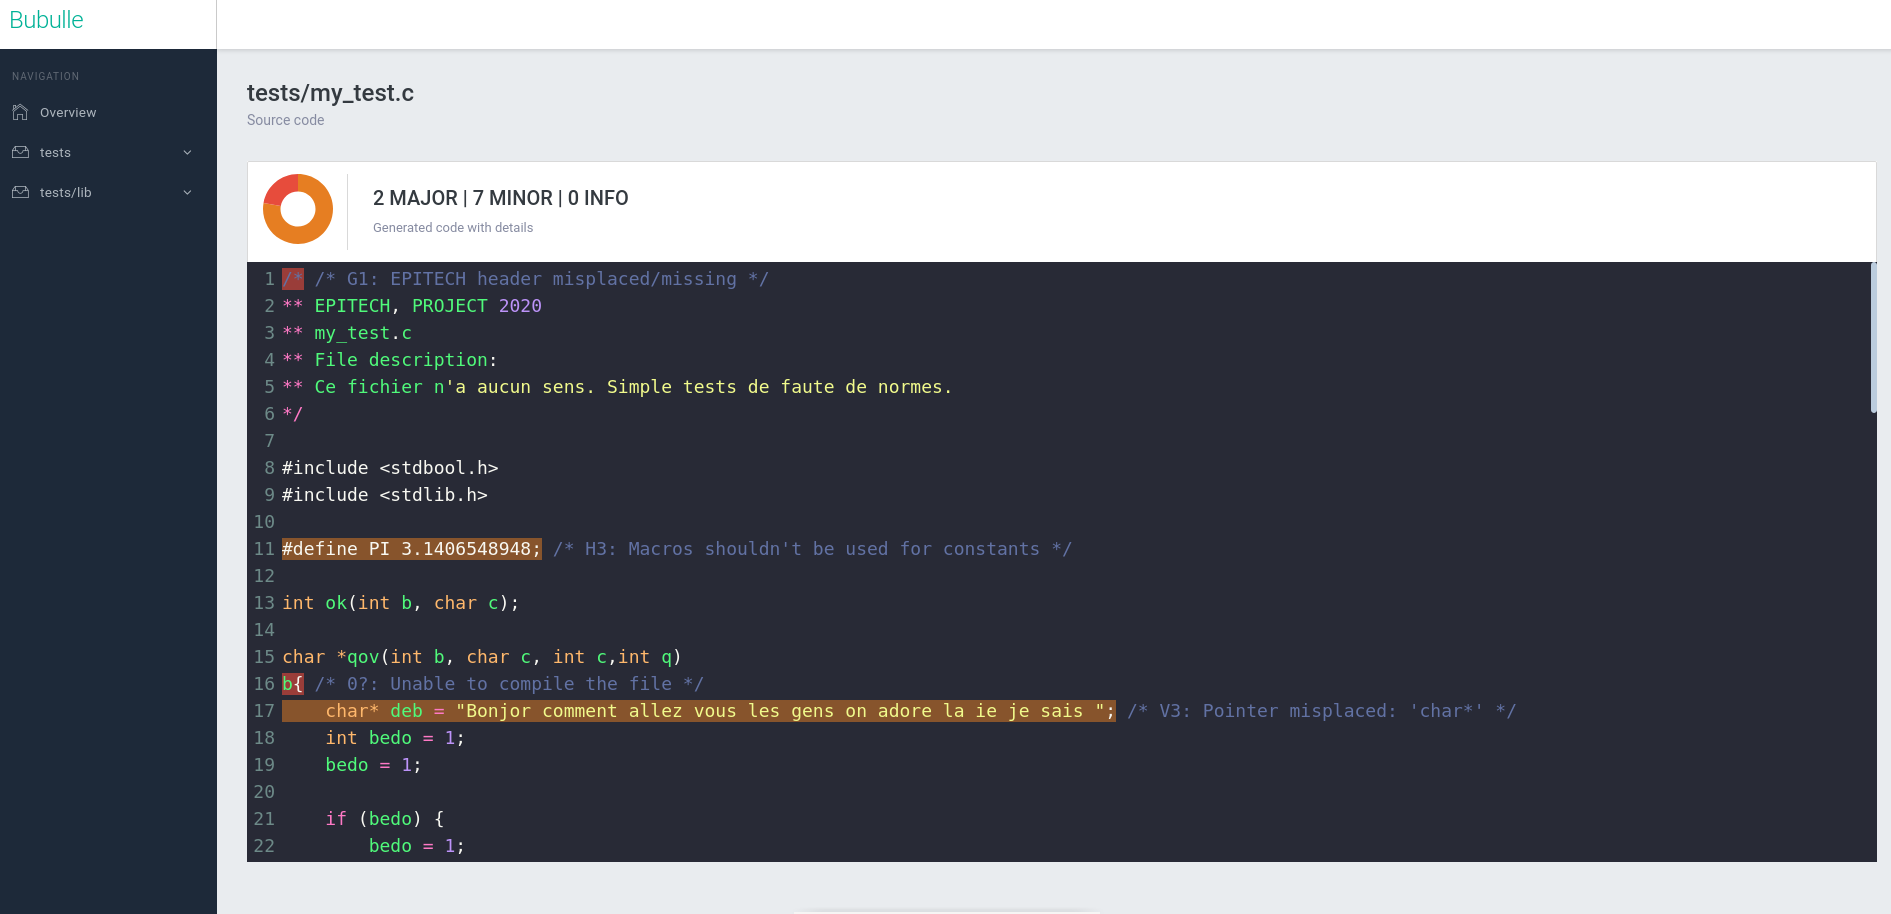 Bubulle
NAVIGATION
Overview
tests
tests/lib
tests/my_test.c
Source code
2 MAJOR | 7 MINOR | 0 INFO
Generated code with details
1 /* /* G1: EPITECH header misplaced/missing */
2 ** EPITECH, PROJECT 2020
3 ** my_test.c
4 ** File description:
5 ** Ce fichier n'a aucun sens. Simple tests de faute de normes.
6 */
7
8 #include <stdbool.h>
9 #include <stdlib.h>
10
11 #define PI 3.1406548948; /* H3: Macros shouldn't be used for constants */
12
13 int ok(int b, char c);
14
15 char *qov(int b, char c, int c,int q)
16 b{ /* 0?: Unable to compile the file */
17     char* deb = "Bonjor comment allez vous les gens on adore la ie je sais "; /* V3: Pointer misplaced: 'char*' */
18     int bedo = 1;
19     bedo = 1;
20
21     if (bedo) {
22         bedo = 1;